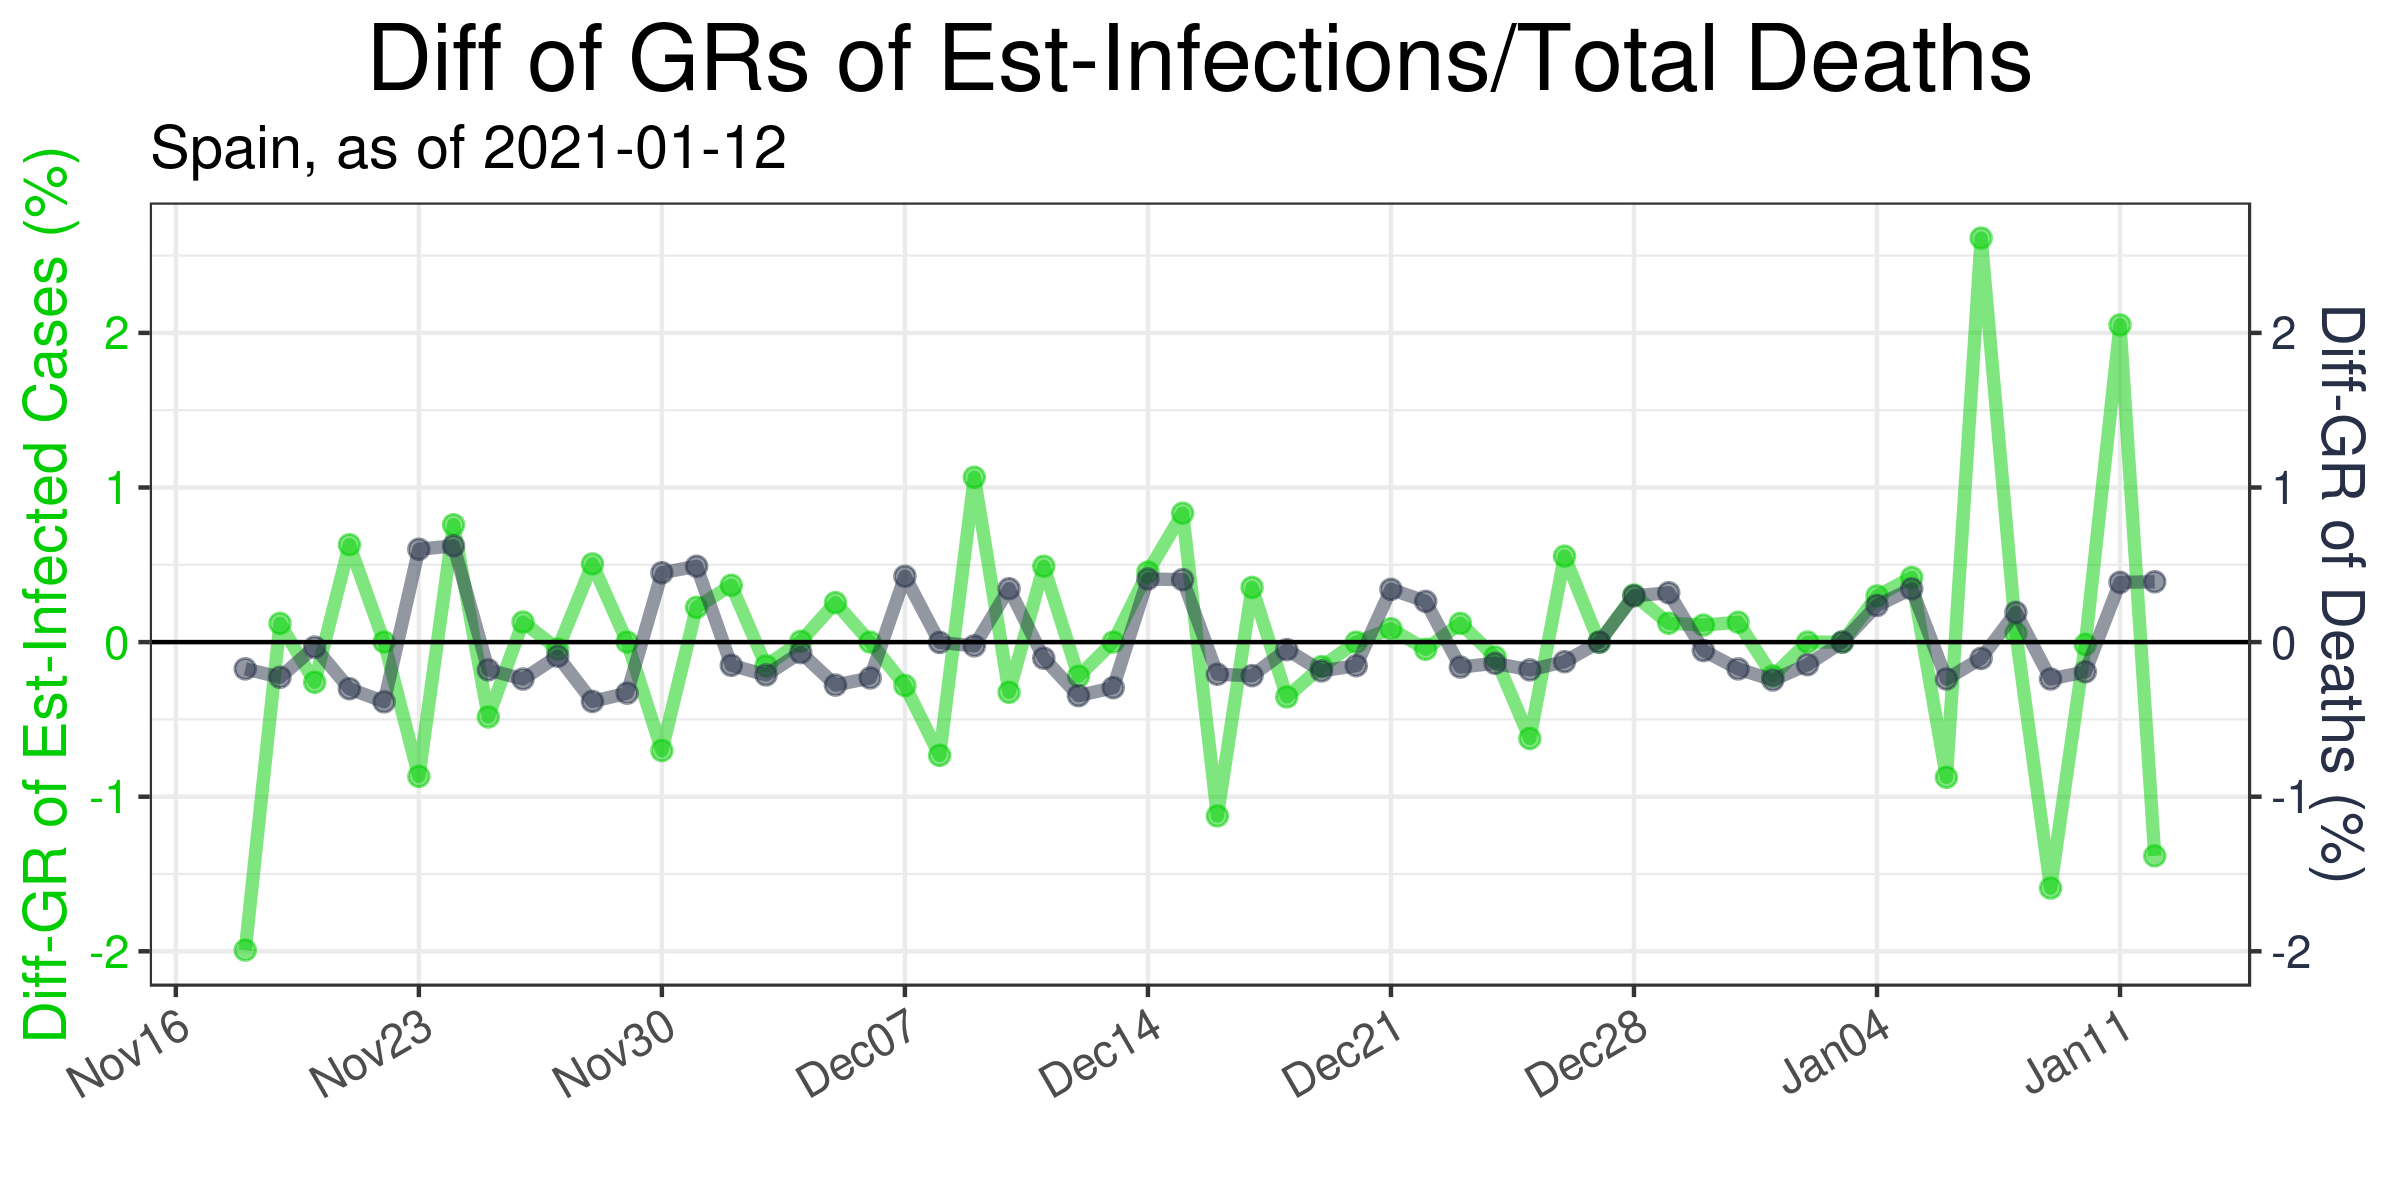 Diff of GRs of Est-Infections/Total Deaths
Spain, as of 2021-01-12
Diff-GR of Est-Infected Cases (%)
2
1
0
-1
-2
2
1
0
-1
-2
Diff-GR of Deaths (%)
Nov16
Nov23
Nov30
Dec07
Dec14
Dec21
Dec28
Jan04
Jan11